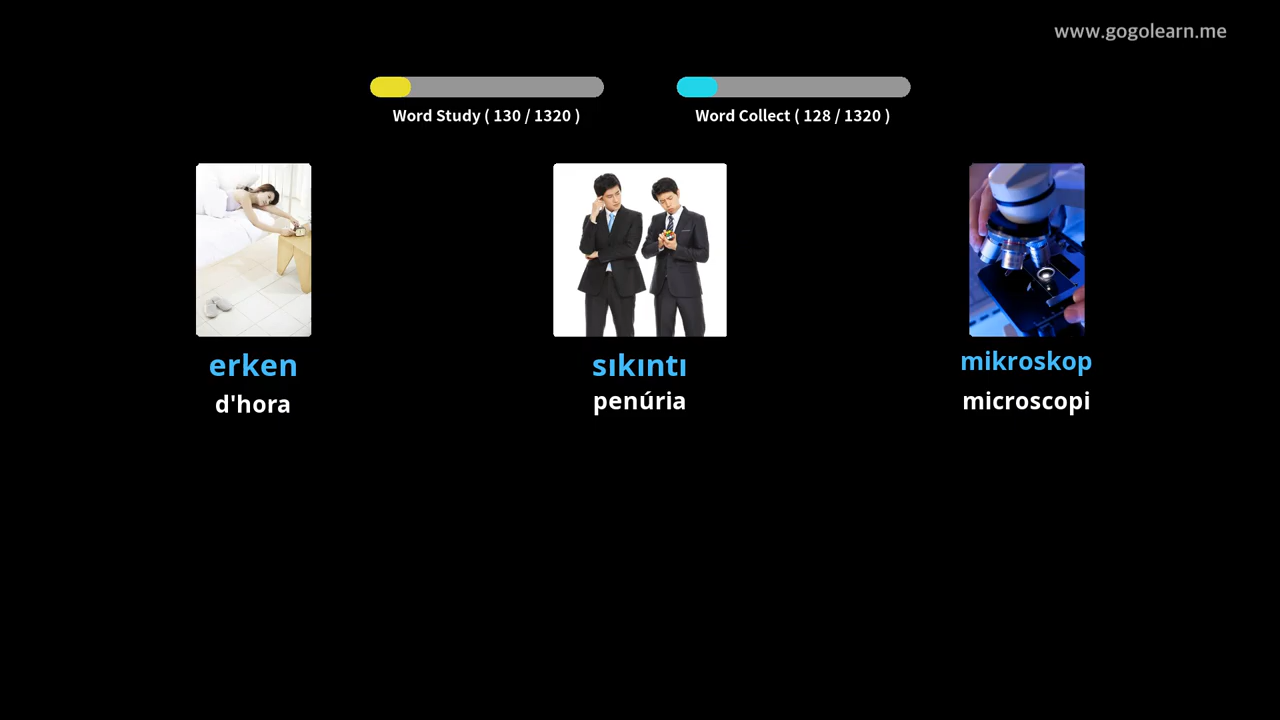 www.gogolearn.me
Word Study ( 130 / 1320 )
Word Collect ( 128 / 1320 )
erken
d'hora
sıkıntı
penúria
mikroskop
microscopi